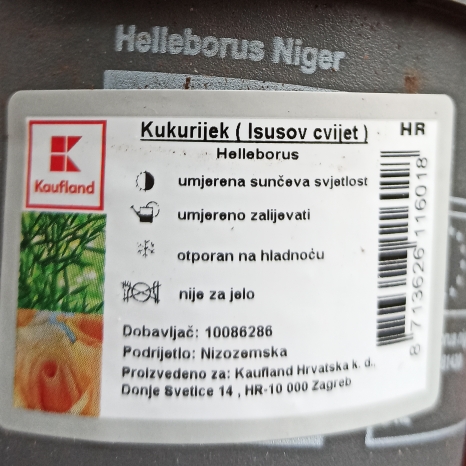 Helleborus Niger
Kukurijek ( Isusov cvijet )
HR
Helleborus
Kaufland
umjerena sunčeva svjetlost
umjereno zalijevati
otporan na hladnoću
nije za jelo
8 713626 116018
Dobavljač: 10086286
Podrijetlo: Nizozemska
Proizvedeno za: Kaufland Hrvatska k. d.,
Donje Svetice 14 , HR-10 000 Zagreb